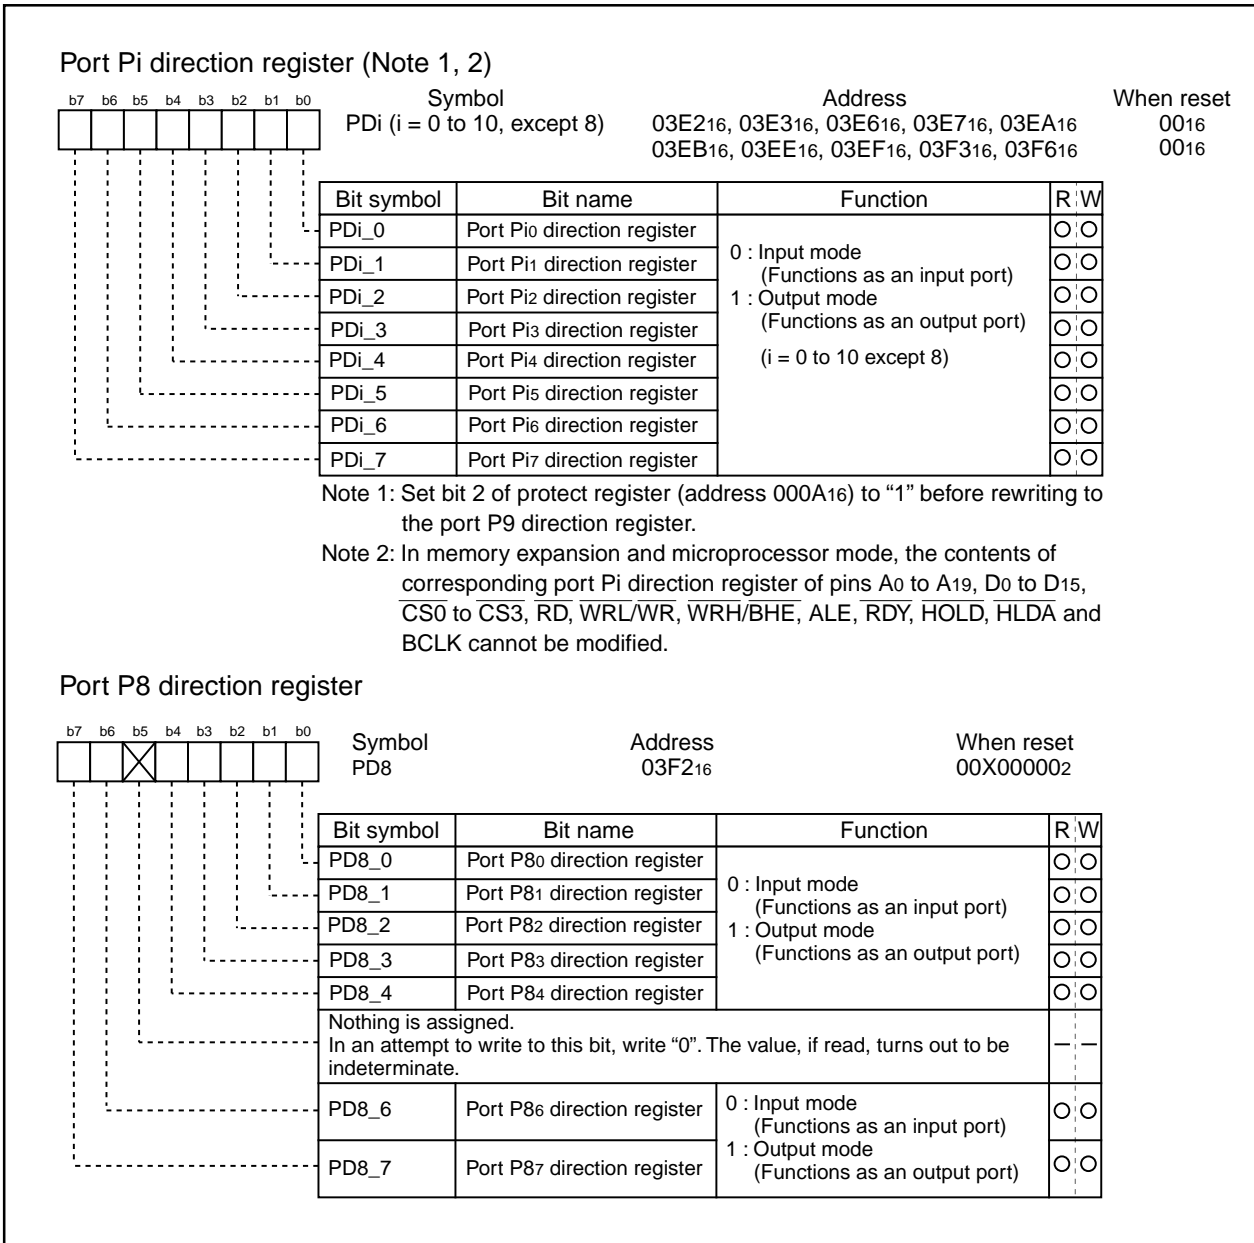 Port Pi direction register (Note 1, 2)
b7 b6 b5 b4 b3 b2 b1 b0
Symbol Address When reset
PDi (i = 0 to 10, except 8) 03E216, 03E316, 03E616, 03E716, 03EA16 0016
03EB16, 03EE16, 03EF16, 03F316, 03F616 0016
Bit symbol Bit name Function R W
PDi_0 Port Pi0 direction register
0 : Input mode
PDi_1 Port Pi1 direction register
(Functions as an input port)
PDi_2 Port Pi2 direction register 1 : Output mode
(Functions as an output port)
PDi_3 Port Pi3 direction register
PDi_4 Port Pi4 direction register (i = 0 to 10 except 8)
PDi_5 Port Pi5 direction register
PDi_6 Port Pi6 direction register
PDi_7 Port Pi7 direction register
Note 1: Set bit 2 of protect register (address 000A16) to “1” before rewriting to
the port P9 direction register.
Note 2: In memory expansion and microprocessor mode, the contents of
corresponding port Pi direction register of pins A0 to A19, D0 to D15,
CS0 to CS3, RD, WRL/WR, WRH/BHE, ALE, RDY, HOLD, HLDA and
BCLK cannot be modified.
Port P8 direction register
b7 b6 b5 b4 b3 b2 b1 b0
Symbol Address When reset
PD8 03F216 00X000002
Bit symbol Bit name Function R W
PD8_0 Port P80 direction register
0 : Input mode
PD8_1 Port P81 direction register
(Functions as an input port)
PD8_2 Port P82 direction register 1 : Output mode
(Functions as an output port)
PD8_3 Port P83 direction register
PD8_4 Port P84 direction register
Nothing is assigned.
In an attempt to write to this bit, write “0”. The value, if read, turns out to be
indeterminate.
PD8_6 Port P86 direction register 0 : Input mode
(Functions as an input port)
1 : Output mode
PD8_7 Port P87 direction register (Functions as an output port)